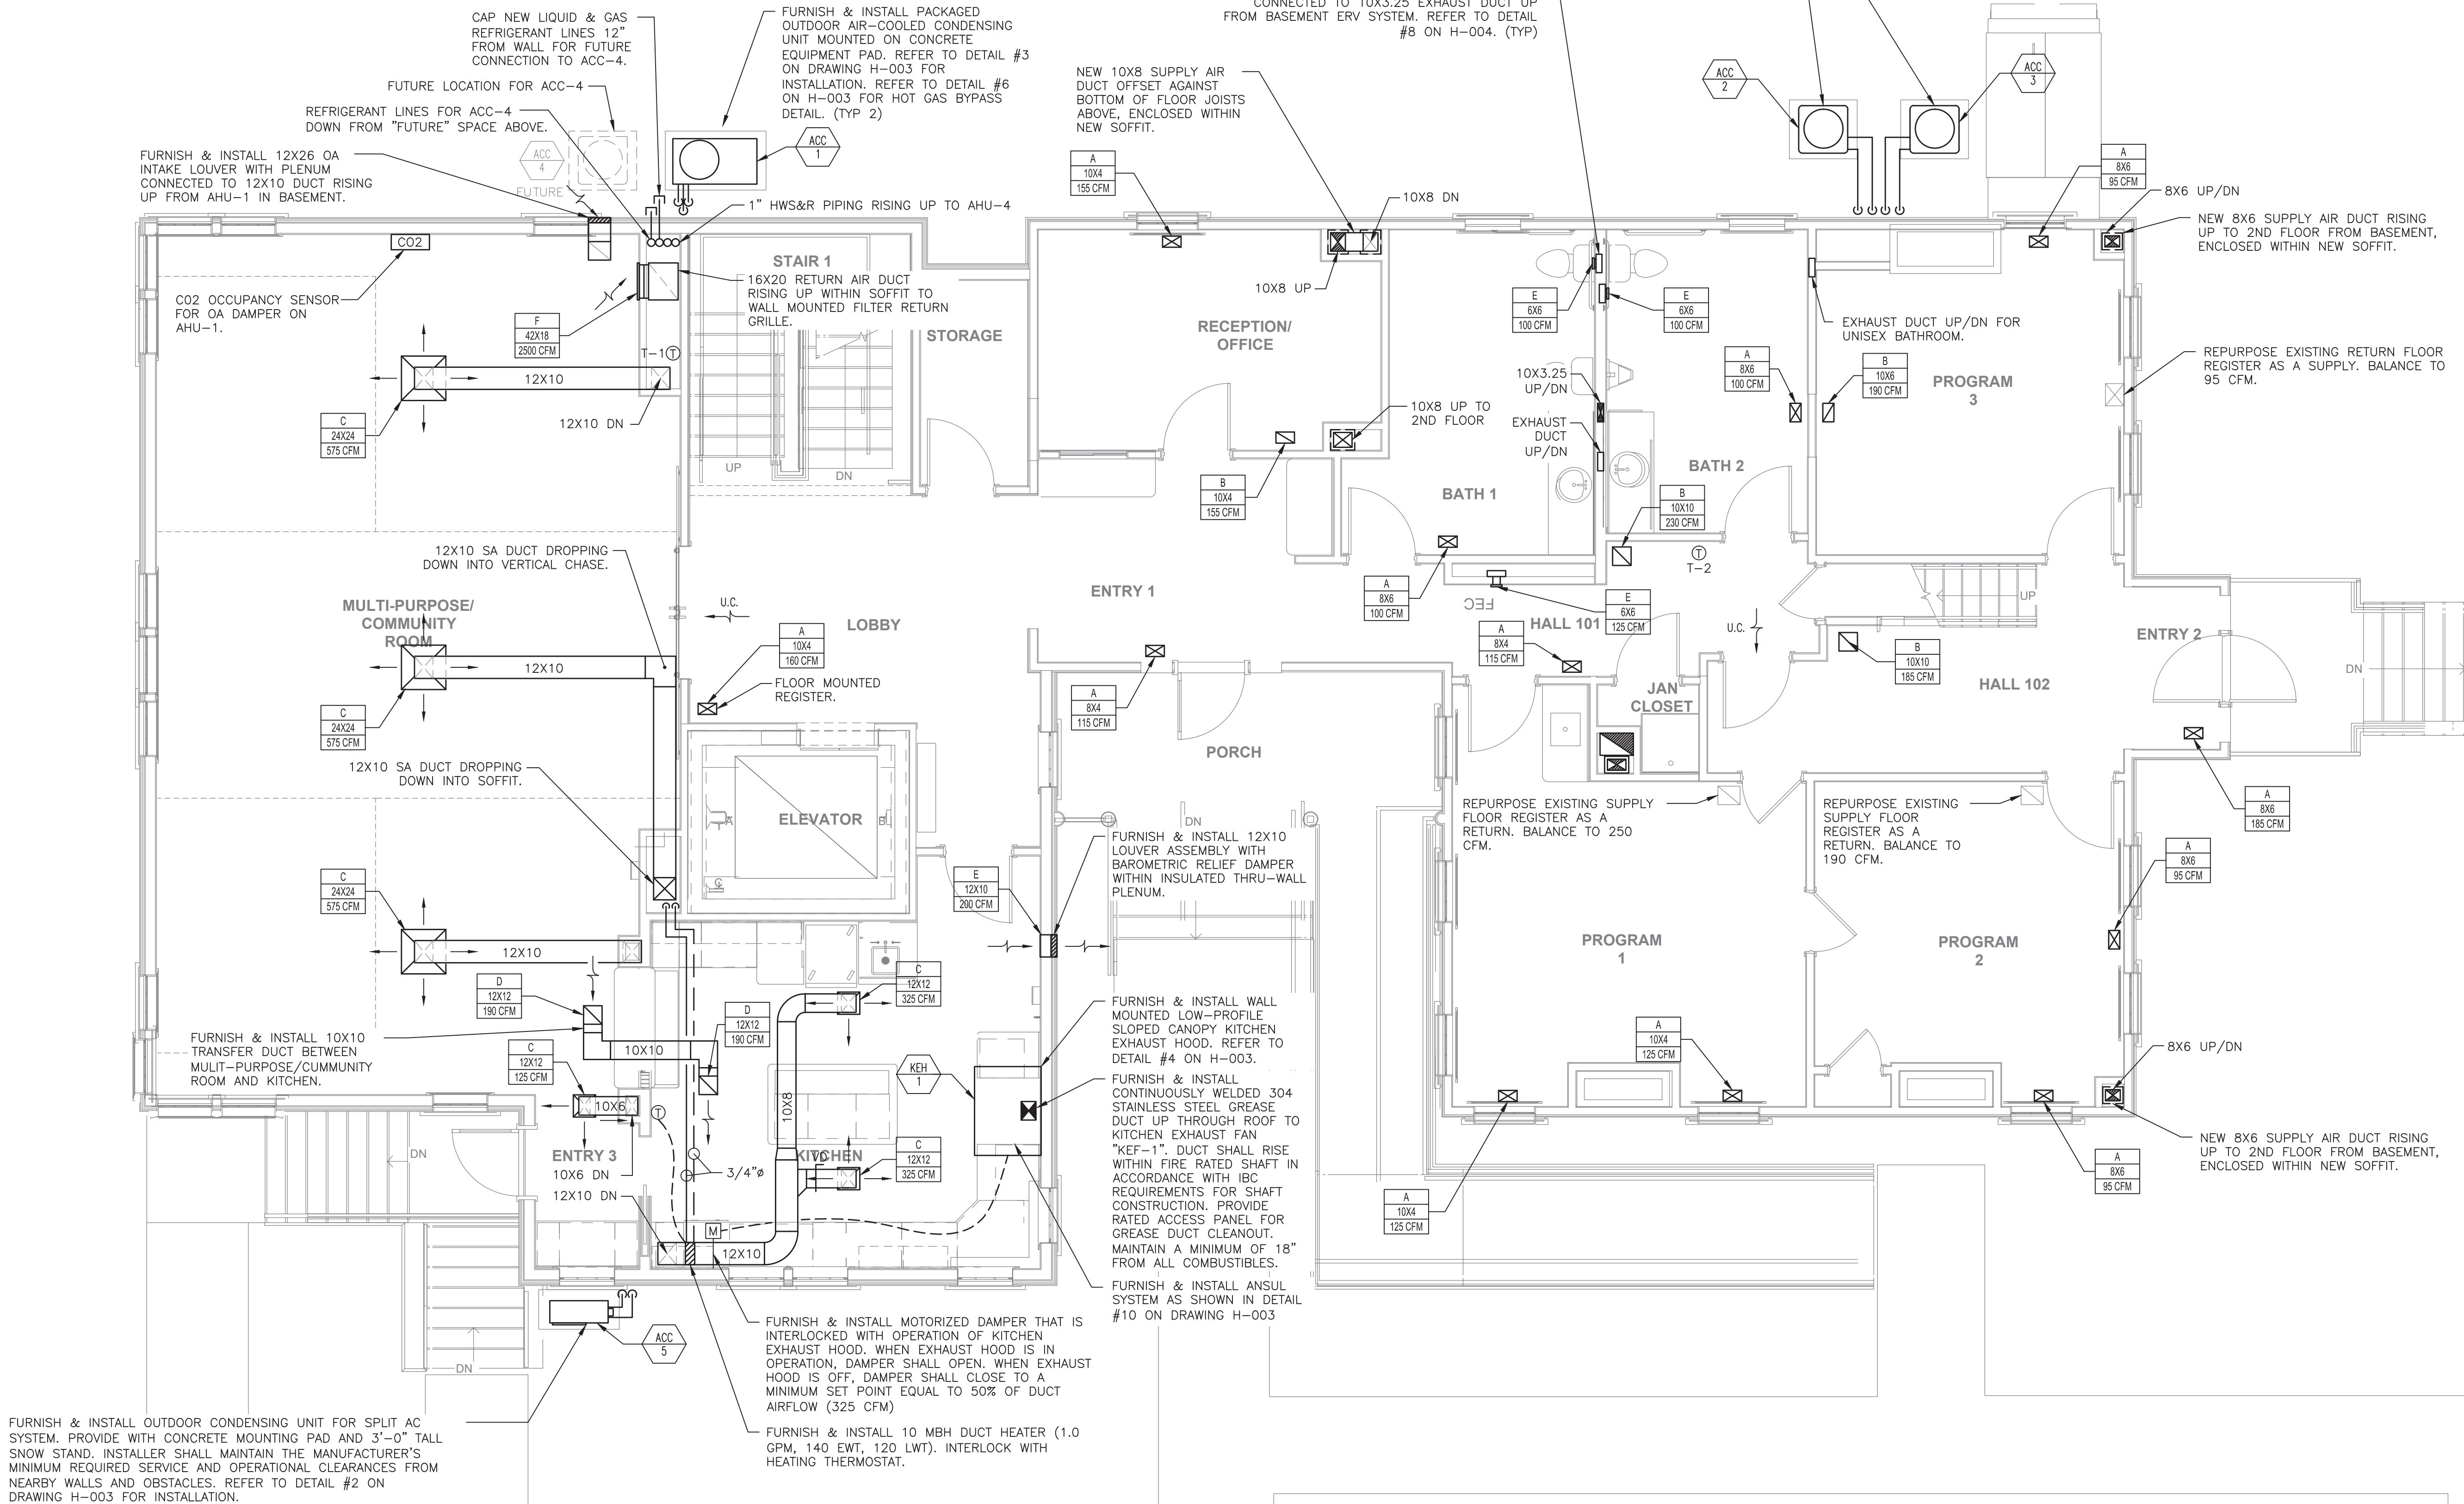 CAP NEW LIQUID & GAS
REFRIGERANT LINES 12"
FROM WALL FOR FUTURE
CONNECTION TO ACC-4.
FUTURE LOCATION FOR ACC-4
REFRIGERANT LINES FOR ACC-4
DOWN FROM "FUTURE" SPACE ABOVE.
FURNISH & INSTALL 12X26 OA
INTAKE LOUVER WITH PLENUM
CONNECTED TO 12X10 DUCT RISING
UP FROM AHU-1 IN BASEMENT.
ACC
4
FUTURE
FURNISH & INSTALL PACKAGED
OUTDOOR AIR-COOLED CONDENSING
UNIT MOUNTED ON CONCRETE
EQUIPMENT PAD. REFER TO DETAIL #3
ON DRAWING H-003 FOR
INSTALLATION. REFER TO DETAIL #6
ON H-003 FOR HOT GAS BYPASS
DETAIL. (TYP 2)
ACC
1
1" HWS&R PIPING RISING UP TO AHU-4
NEW 10X8 SUPPLY AIR
DUCT OFFSET AGAINST
BOTTOM OF FLOOR JOISTS
ABOVE, ENCLOSED WITHIN
NEW SOFFIT.
CONNECTED TO 10X3.25 EXHAUST DUCT UP
FROM BASEMENT ERV SYSTEM. REFER TO DETAIL
#8 ON H-004. (TYP)
A
10X4
155 CFM
10X8 DN
ACC
2
ACC
3
A
8X6
95 CFM
8X6 UP/DN
NEW 8X6 SUPPLY AIR DUCT RISING
UP TO 2ND FLOOR FROM BASEMENT,
ENCLOSED WITHIN NEW SOFFIT.
CO2
CO2 OCCUPANCY SENSOR
FOR OA DAMPER ON
AHU-1.
F
42X18
2500 CFM
T-1
T
STAIR 1
16X20 RETURN AIR DUCT
RISING UP WITHIN SOFFIT TO
WALL MOUNTED FILTER RETURN
GRILLE.
STORAGE
10X8 UP
RECEPTION/
OFFICE
E
6X6
100 CFM
E
6X6
100 CFM
EXHAUST DUCT UP/DN FOR
UNISEX BATHROOM.
REPURPOSE EXISTING RETURN FLOOR
REGISTER AS A SUPPLY. BALANCE TO
95 CFM.
12X10
C
24X24
575 CFM
12X10 DN
UP
DN
10X3.25
UP/DN
10X8 UP TO
2ND FLOOR
EXHAUST
DUCT
UP/DN
A
8X6
100 CFM
B
10X6
190 CFM
PROGRAM
3
B
10X4
155 CFM
BATH 1
BATH 2
B
10X10
230 CFM
T
T-2
12X10 SA DUCT DROPPING
DOWN INTO VERTICAL CHASE.
MULTI-PURPOSE/
COMMUNITY
ROOM
U.C.
LOBBY
ENTRY 1
A
10X4
160 CFM
FLOOR MOUNTED
REGISTER.
A
8X6
100 CFM
FEC
HALL 101
E
6X6
125 CFM
A
8X4
115 CFM
A
8X4
115 CFM
U.C.
UP
B
10X10
185 CFM
ENTRY 2
HALL 102
DN
JAN
CLOSET
12X10
C
24X24
575 CFM
PORCH
12X10 SA DUCT DROPPING
DOWN INTO SOFFIT.
A
ELEVATOR
B
C
DN
FURNISH & INSTALL 12X10
LOUVER ASSEMBLY WITH
BAROMETRIC RELIEF DAMPER
WITHIN INSULATED THRU-WALL
PLENUM.
REPURPOSE EXISTING SUPPLY
FLOOR REGISTER AS A
RETURN. BALANCE TO 250
CFM.
REPURPOSE EXISTING
SUPPLY FLOOR
REGISTER AS A
RETURN. BALANCE TO
190 CFM.
A
8X6
185 CFM
A
8X6
95 CFM
C
24X24
575 CFM
E
12X10
200 CFM
12X10
PROGRAM
1
PROGRAM
2
D
12X12
190 CFM
C
12X12
325 CFM
D
12X12
190 CFM
FURNISH & INSTALL 10X10
TRANSFER DUCT BETWEEN
MULIT-PURPOSE/CUMMUNITY
ROOM AND KITCHEN.
10X10
C
12X12
125 CFM
10X6
T
10X8
KEH
1
FURNISH & INSTALL WALL
MOUNTED LOW-PROFILE
SLOPED CANOPY KITCHEN
EXHAUST HOOD. REFER TO
DETAIL #4 ON H-003.
FURNISH & INSTALL
CONTINUOUSLY WELDED 304
STAINLESS STEEL GREASE
DUCT UP THROUGH ROOF TO
KITCHEN EXHAUST FAN
"KEF-1". DUCT SHALL RISE
WITHIN FIRE RATED SHAFT IN
ACCORDANCE WITH IBC
REQUIREMENTS FOR SHAFT
CONSTRUCTION. PROVIDE
RATED ACCESS PANEL FOR
GREASE DUCT CLEANOUT.
MAINTAIN A MINIMUM OF 18"
FROM ALL COMBUSTIBLES.
FURNISH & INSTALL ANSUL
SYSTEM AS SHOWN IN DETAIL
#10 ON DRAWING H-003
A
10X4
125 CFM
8X6 UP/DN
DN
ENTRY 3
10X6 DN
12X10 DN
3/4"ø
VD
KITCHEN
C
12X12
325 CFM
M
12X10
A
10X4
125 CFM
A
8X6
95 CFM
NEW 8X6 SUPPLY AIR DUCT RISING
UP TO 2ND FLOOR FROM BASEMENT,
ENCLOSED WITHIN NEW SOFFIT.
DN
ACC
5
FURNISH & INSTALL MOTORIZED DAMPER THAT IS
INTERLOCKED WITH OPERATION OF KITCHEN
EXHAUST HOOD. WHEN EXHAUST HOOD IS IN
OPERATION, DAMPER SHALL OPEN. WHEN EXHAUST
HOOD IS OFF, DAMPER SHALL CLOSE TO A
MINIMUM SET POINT EQUAL TO 50% OF DUCT
AIRFLOW (325 CFM)
FURNISH & INSTALL 10 MBH DUCT HEATER (1.0
GPM, 140 EWT, 120 LWT). INTERLOCK WITH
HEATING THERMOSTAT.
FURNISH & INSTALL OUTDOOR CONDENSING UNIT FOR SPLIT AC
SYSTEM. PROVIDE WITH CONCRETE MOUNTING PAD AND 3'-0" TALL
SNOW STAND. INSTALLER SHALL MAINTAIN THE MANUFACTURER'S
MINIMUM REQUIRED SERVICE AND OPERATIONAL CLEARANCES FROM
NEARBY WALLS AND OBSTACLES. REFER TO DETAIL #2 ON
DRAWING H-003 FOR INSTALLATION.